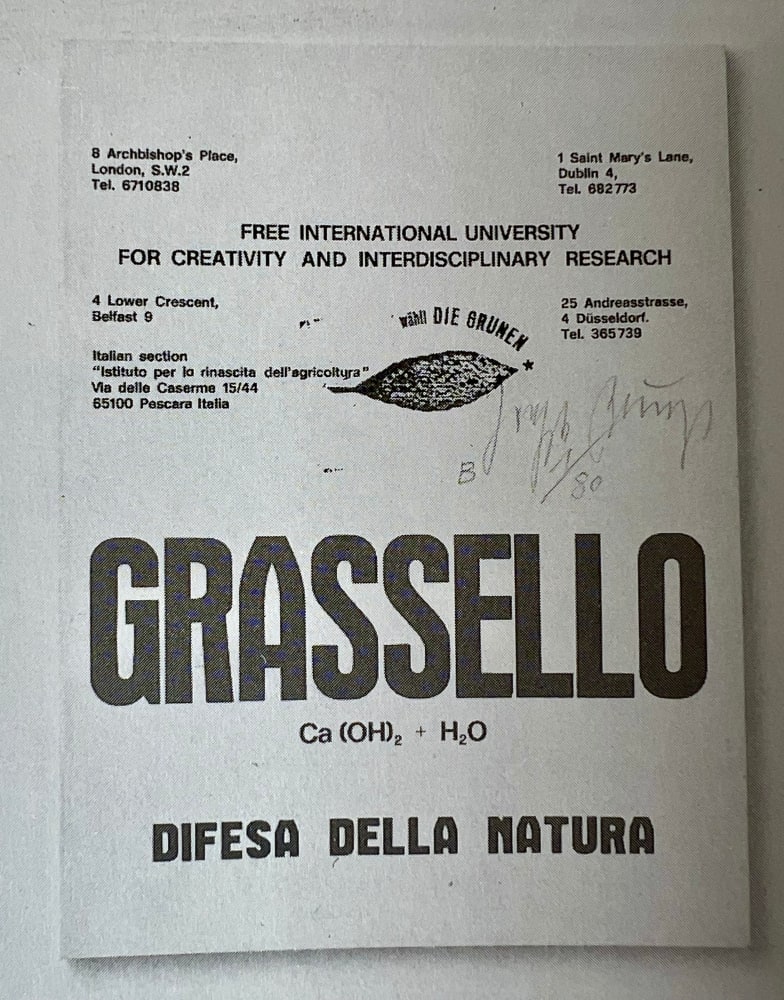 8 Archbishop's Place,
London, S.W.2
Tel. 6710838
1 Saint Mary's Lane,
Dublin 4,
Tel. 682773
FREE INTERNATIONAL UNIVERSITY
FOR CREATIVITY AND INTERDISCIPLINARY RESEARCH
4 Lower Crescent,
Belfast 9
25 Andreasstrasse,
4 Düsseldorf.
Tel. 365739
wählt DIE GRÜNEN
Italian section
"Istituto per la rinascita dell'agricoltura"
Via delle Caserme 15/44
65100 Pescara Italia
B
80
GRASSELLO
Ca (OH)₂ + H₂O
DIFESA DELLA NATURA